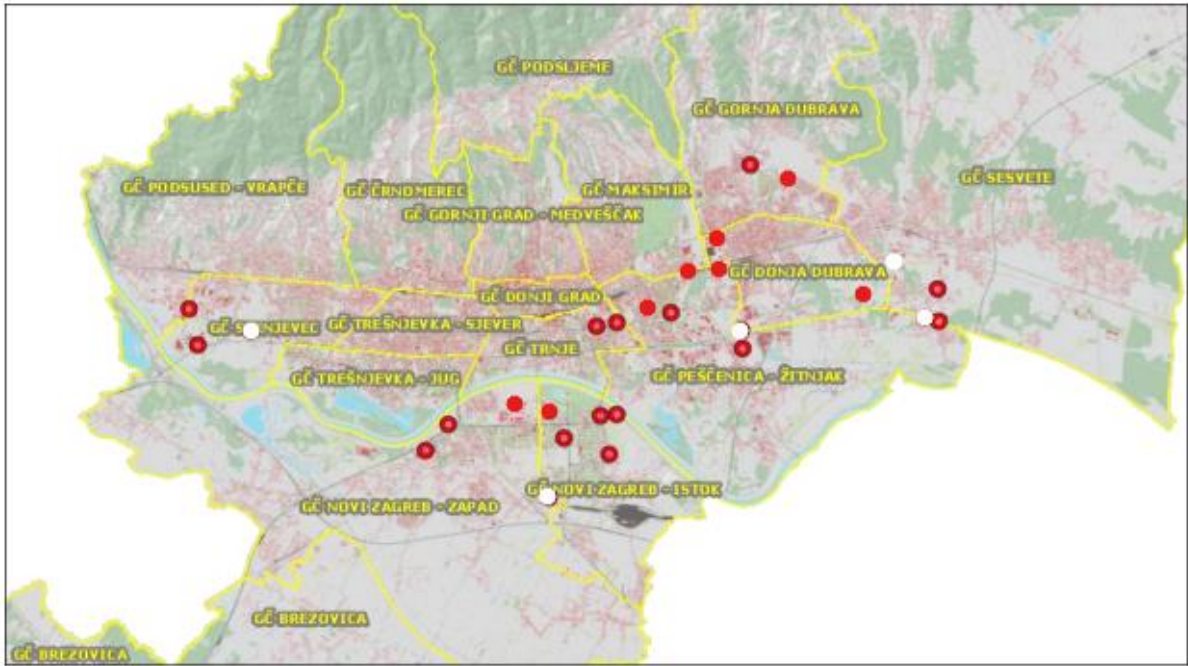 GČ PODSLJEME
GČ GORNJA DUBRAVA
GČ PODSUSED - VRAPČE
GČ ČRNOMEREC
GČ MAKSIMIR
GČ SESVETE
GČ GORNJI GRAD - MEDVEŠČAK
GČ DONJA DUBRAVA
GČ DONJI GRAD
GČ STENJEVEC
GČ TREŠNJEVKA - SJEVER
GČ TRNJE
GČ TREŠNJEVKA - JUG
GČ PEŠČENICA - ŽITNJAK
GČ NOVI ZAGREB - ISTOK
GČ NOVI ZAGREB - ZAPAD
GČ BREZOVICA
GČ BREZOVICA